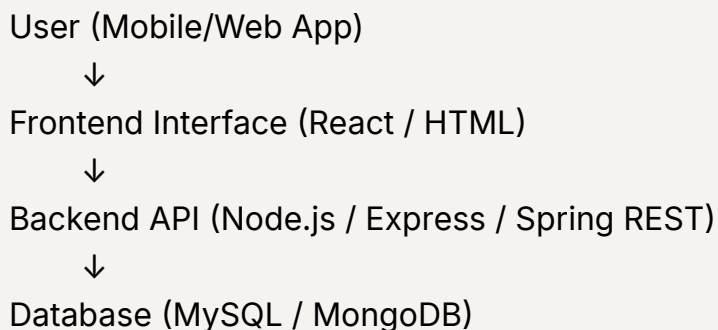 User (Mobile/Web App)
↓
Frontend Interface (React / HTML)
↓
Backend API (Node.js / Express / Spring REST)
↓
Database (MySQL / MongoDB)